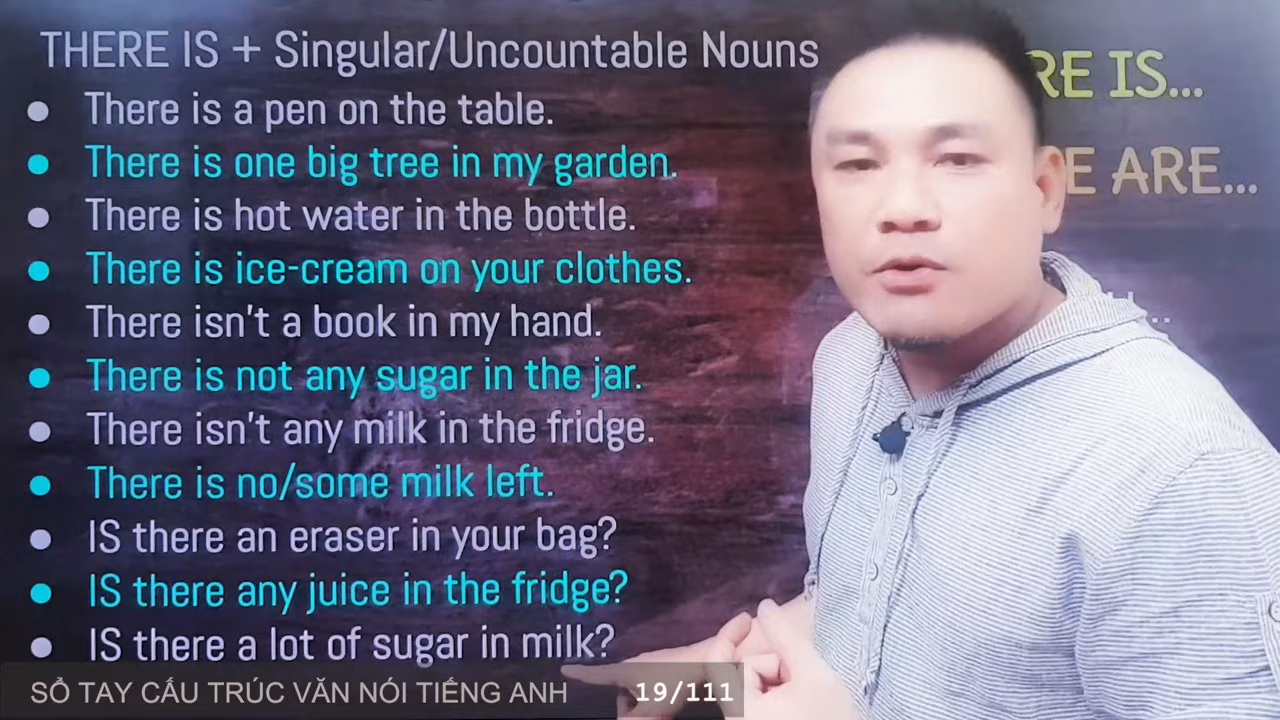 THERE IS + Singular/Uncountable Nouns
There is a pen on the table.
There is one big tree in my garden.
There is hot water in the bottle.
There is ice-cream on your clothes.
There isn't a book in my hand.
There is not any sugar in the jar.
There isn't any milk in the fridge.
There is no/some milk left.
IS there an eraser in your bag?
IS there any juice in the fridge?
IS there a lot of sugar in milk?
RE IS...
E ARE...
SỔ TAY CẤU TRÚC VĂN NÓI TIẾNG ANH 19/111